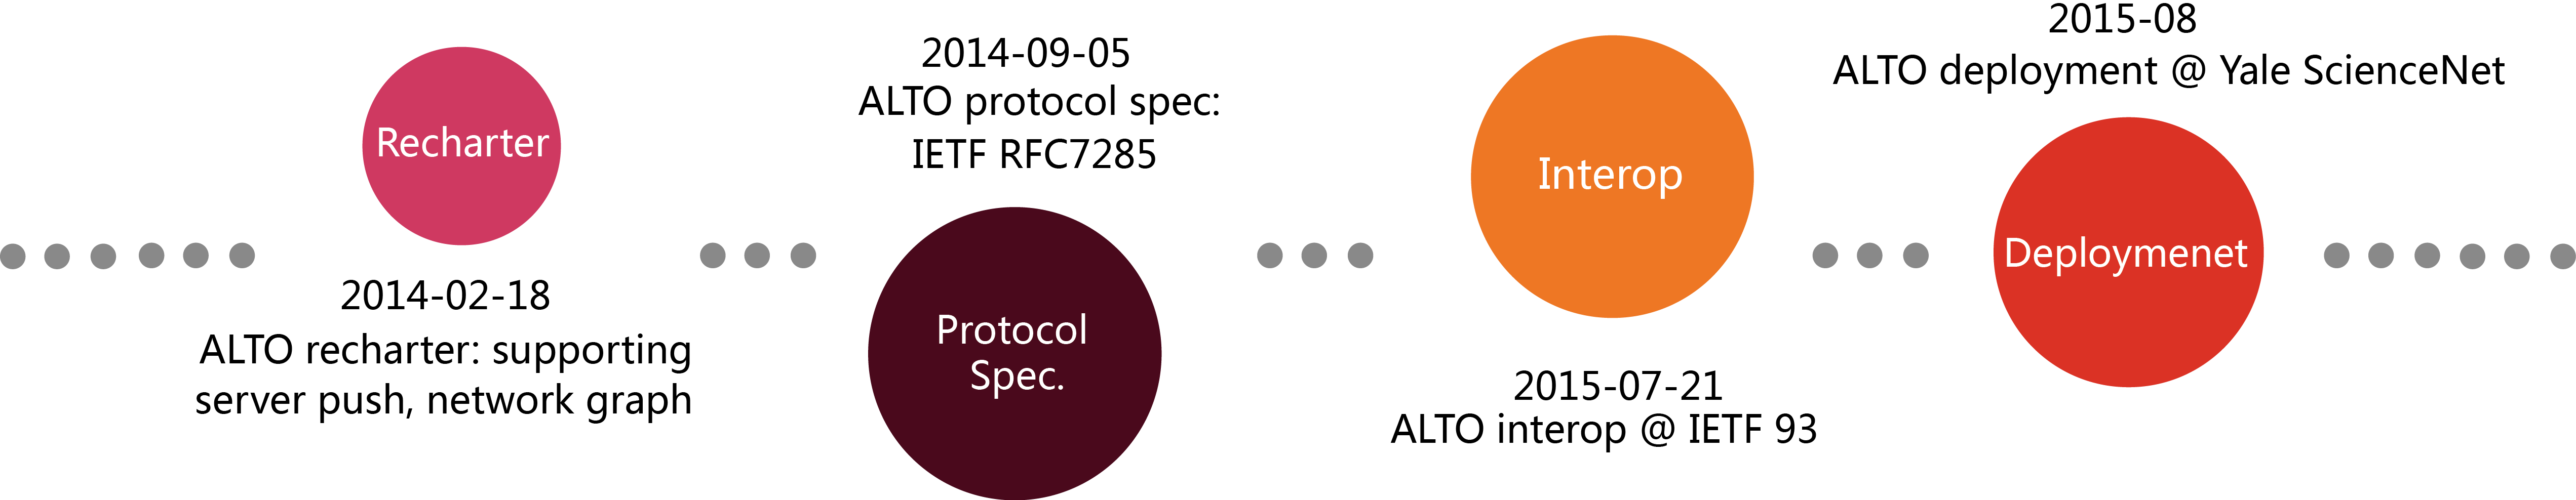 Recharter
2014-02-18
ALTO recharter: supporting
server push, network graph
2014-09-05
ALTO protocol spec:
IETF RFC7285
Protocol
Spec.
Interop
2015-07-21
ALTO interop @ IETF 93
2015-08
ALTO deployment @ Yale ScienceNet
Deploymenet